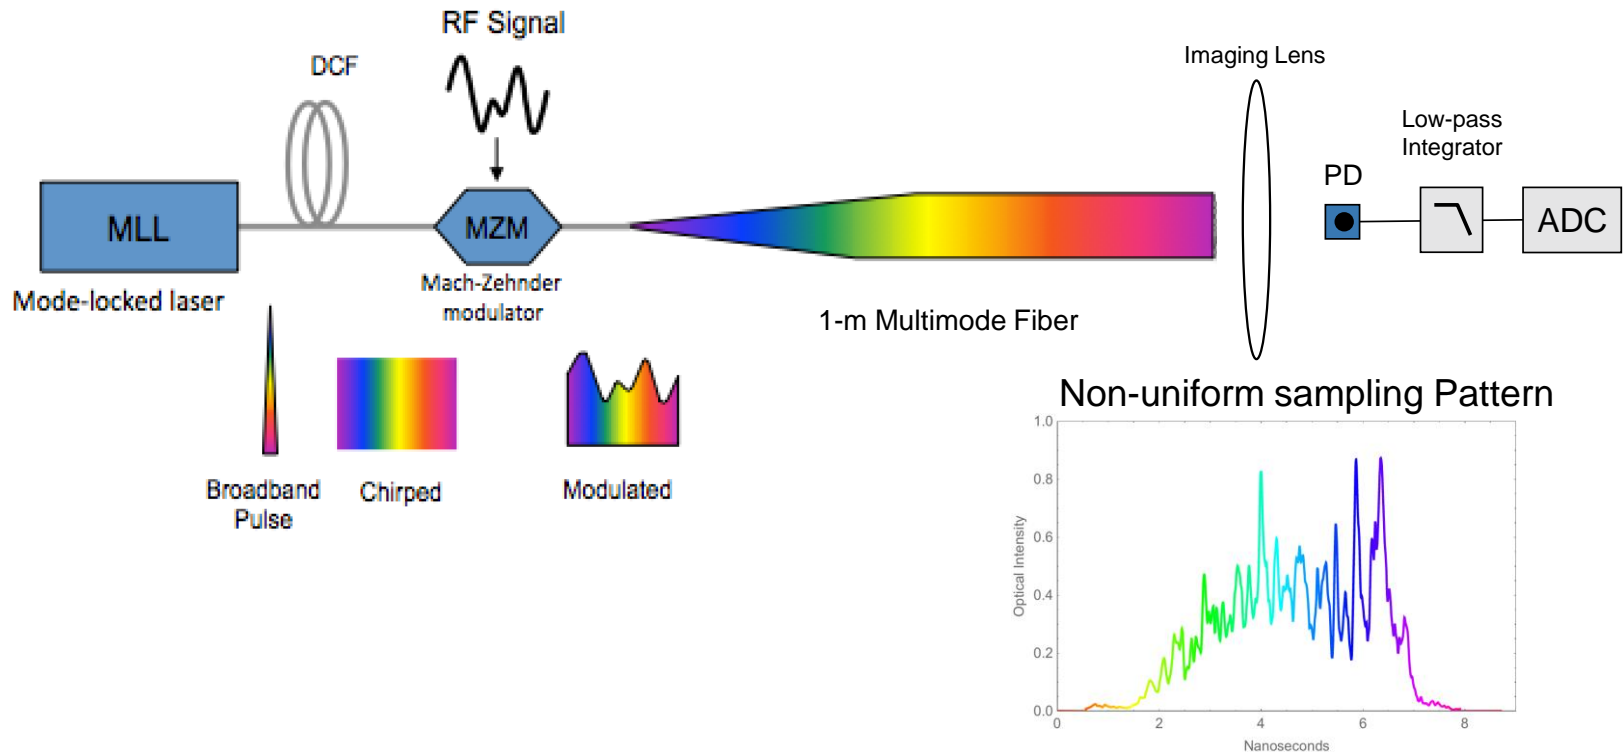 RF Signal
DCF
Imaging Lens
Low-pass
Integrator
PD
MLL
MZM
ADC
Mode-locked laser
Mach-Zehnder
modulator
1-m Multimode Fiber
Broadband
Pulse
Chirped
Modulated
Non-uniform sampling Pattern
1.0
0.8
0.6
0.4
0.2
0.0
Optical Intensity
0
2
4
6
8
Nanoseconds